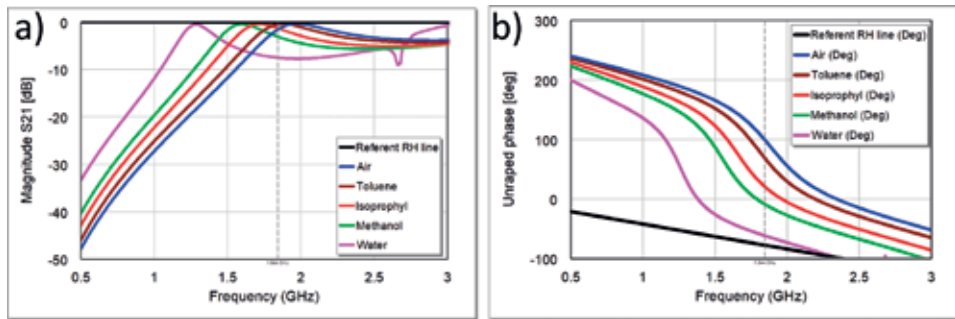 a)
Magnitude S21 [dB]
0
-10
-20
-30
-40
-50
Referent RH line
Air
Toluene
Isoprophyl
Methanol
Water
0.5 1 1.5 2 2.5 3
Frequency (GHz)
b)
Unraped phase [deg]
300
200
100
0
-100
Referent RH line (Deg)
Air (Deg)
Toluene (Deg)
Isoprophyl (Deg)
Methanol (Deg)
Water (Deg)
0.5 1 1.5 2 2.5 3
Frequency (GHz)